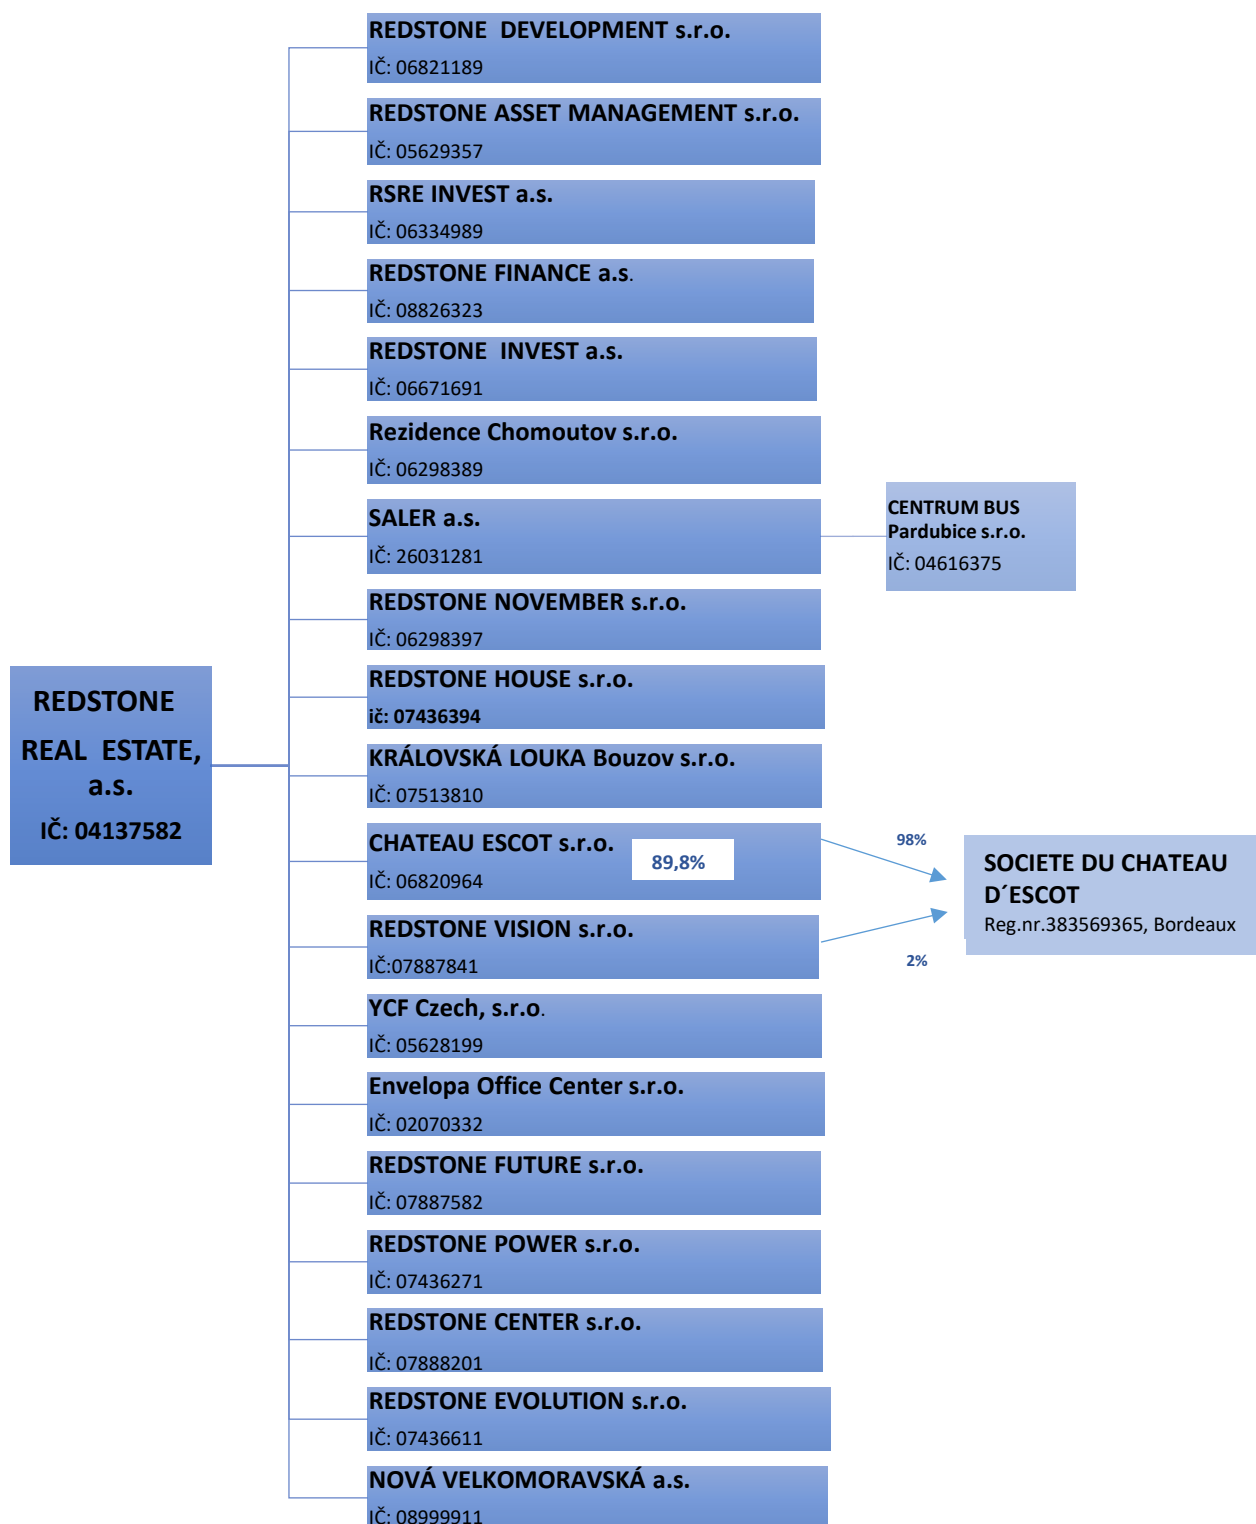 REDSTONE  DEVELOPMENT s.r.o.
IČ: 06821189
REDSTONE ASSET MANAGEMENT s.r.o.
IČ: 05629357
RSRE INVEST a.s.
IČ: 06334989
REDSTONE FINANCE a.s.
IČ: 08826323
REDSTONE  INVEST a.s.
IČ: 06671691
Rezidence Chomoutov s.r.o.
IČ: 06298389
SALER a.s.
IČ: 26031281
CENTRUM BUS
Pardubice s.r.o.
IČ: 04616375
REDSTONE NOVEMBER s.r.o.
IČ: 06298397
REDSTONE HOUSE s.r.o.
ič: 07436394
REDSTONE
REAL  ESTATE,
a.s.
IČ: 04137582
KRÁLOVSKÁ LOUKA Bouzov s.r.o.
IČ: 07513810
CHATEAU ESCOT s.r.o.
IČ: 06820964
89,8%
98%
SOCIETE DU CHATEAU
D´ESCOT
Reg.nr.383569365, Bordeaux
REDSTONE VISION s.r.o.
IČ:07887841
2%
YCF Czech, s.r.o.
IČ: 05628199
Envelopa Office Center s.r.o.
IČ: 02070332
REDSTONE FUTURE s.r.o.
IČ: 07887582
REDSTONE POWER s.r.o.
IČ: 07436271
REDSTONE CENTER s.r.o.
IČ: 07888201
REDSTONE EVOLUTION s.r.o.
IČ: 07436611
NOVÁ VELKOMORAVSKÁ a.s.
IČ: 08999911